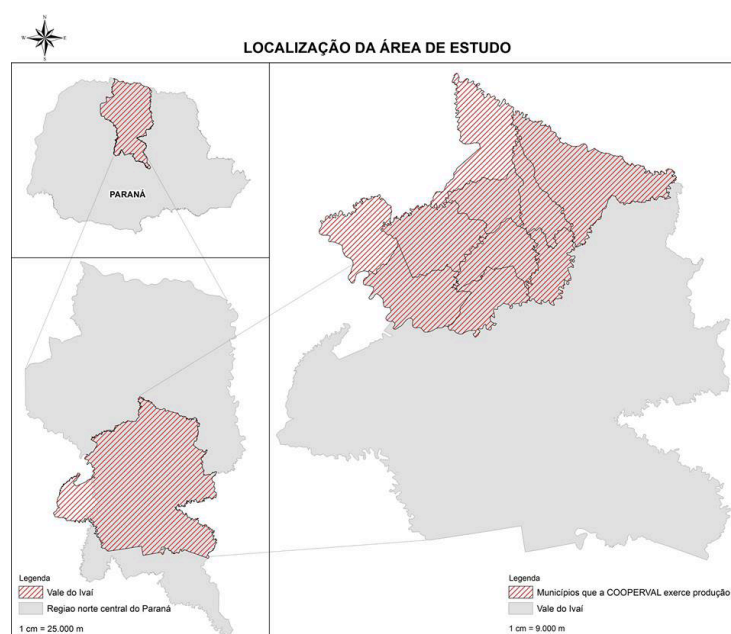 N
W
E
S
LOCALIZAÇÃO DA ÁREA DE ESTUDO
PARANÁ
Legenda
Vale do Ivaí
Regiao norte central do Paraná
1 cm = 25.000 m
Legenda
Municípios que a COOPERVAL exerce produção
Vale do Ivaí
1 cm = 9.000 m